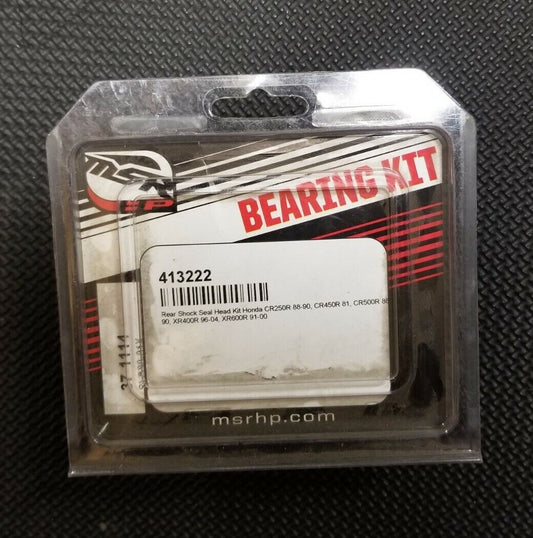 MSR
HP
BEARING KIT
413222
Rear Shock Seal Head Kit Honda CR250R 88-90, CR450R 81, CR500R 88
90, XR400R 96-04, XR600R 91-00
37-1114
msrhp.com